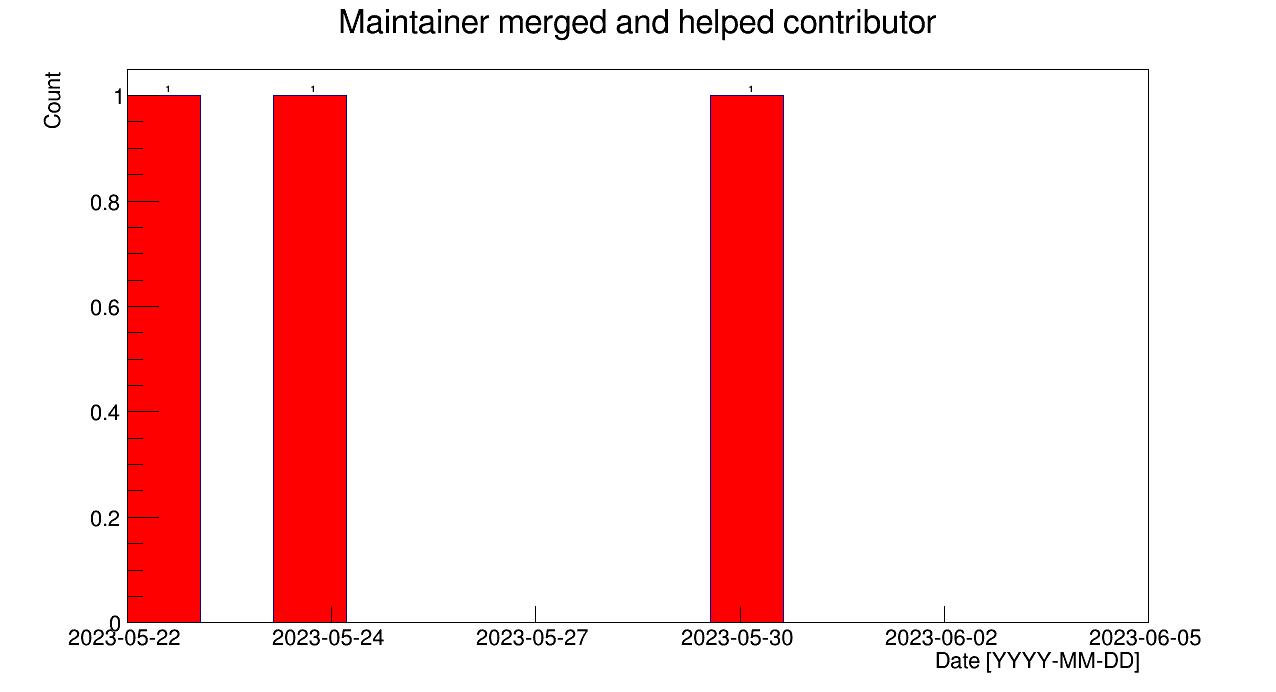 Maintainer merged and helped contributor
Count
1 1 1
1
0.8
0.6
0.4
0.2
0
2023-05-22 2023-05-24 2023-05-27 2023-05-30 2023-06-02 2023-06-05
Date [YYYY-MM-DD]